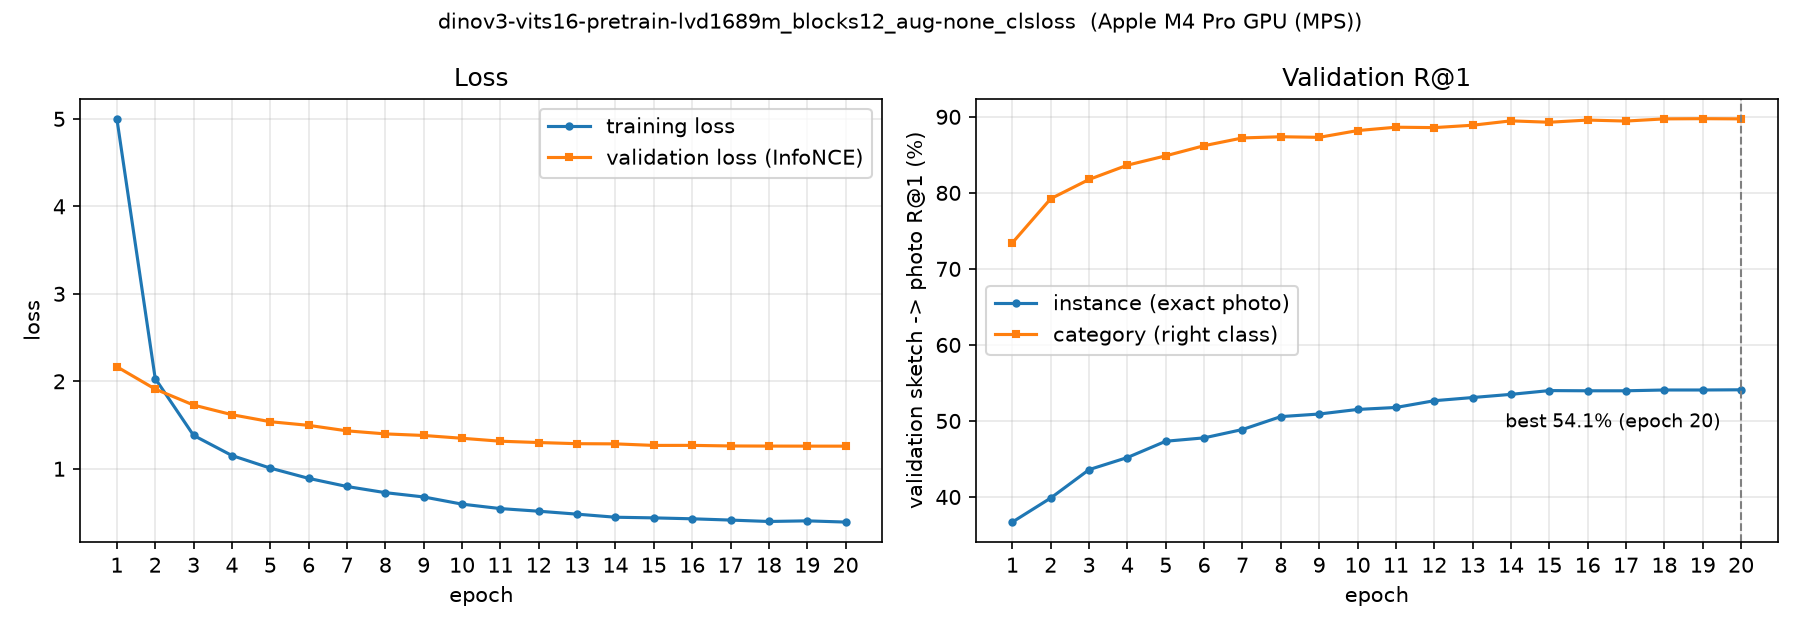 dinov3-vits16-pretrain-lvd1689m_blocks12_aug-none_clsloss  (Apple M4 Pro GPU (MPS))
Loss
training loss
validation loss (InfoNCE)
loss
5
4
3
2
1
1 2 3 4 5 6 7 8 9 10 11 12 13 14 15 16 17 18 19 20
epoch
Validation R@1
instance (exact photo)
category (right class)
validation sketch -> photo R@1 (%)
90
80
70
60
50
40
best 54.1% (epoch 20)
1 2 3 4 5 6 7 8 9 10 11 12 13 14 15 16 17 18 19 20
epoch